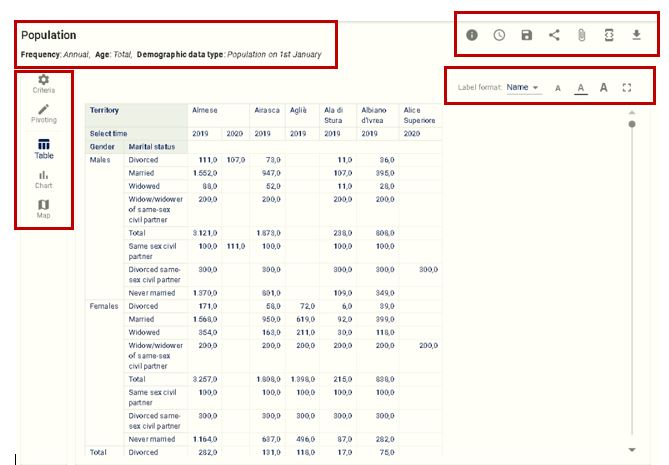 Population
Frequency: Annual, Age: Total, Demographic data type: Population on 1st January
Criteria
Pivoting
Table
Chart
Map
Label format: Name A A A
Territory Almese Airasca Agliè Ala di Stura Albiano d'Ivrea Alice Superiore
Select time 2019 2020 2019 2019 2019 2019 2020
Gender Marital status
Males Divorced 111,0 107,0 73,0 11,0 36,0
Married 1.552,0 947,0 107,0 395,0
Widowed 88,0 52,0 11,0 28,0
Widow/widower of same-sex civil partner 200,0 200,0 200,0 200,0
Total 3.121,0 1.673,0 238,0 808,0
Same sex civil partner 100,0 111,0 100,0 100,0 100,0
Divorced same-sex civil partner 300,0 300,0 300,0 300,0 300,0
Never married 1.370,0 801,0 109,0 349,0
Females Divorced 171,0 58,0 72,0 6,0 39,0
Married 1.568,0 950,0 619,0 92,0 399,0
Widowed 354,0 163,0 211,0 30,0 118,0
Widow/widower of same-sex civil partner 200,0 200,0 200,0 200,0 200,0 200,0
Total 3.257,0 1.808,0 1.398,0 215,0 838,0
Same sex civil partner 100,0 100,0 100,0 100,0 100,0
Divorced same-sex civil partner 300,0 300,0 300,0 300,0 300,0
Never married 1.164,0 637,0 496,0 87,0 282,0
Total Divorced 282,0 131,0 118,0 17,0 75,0